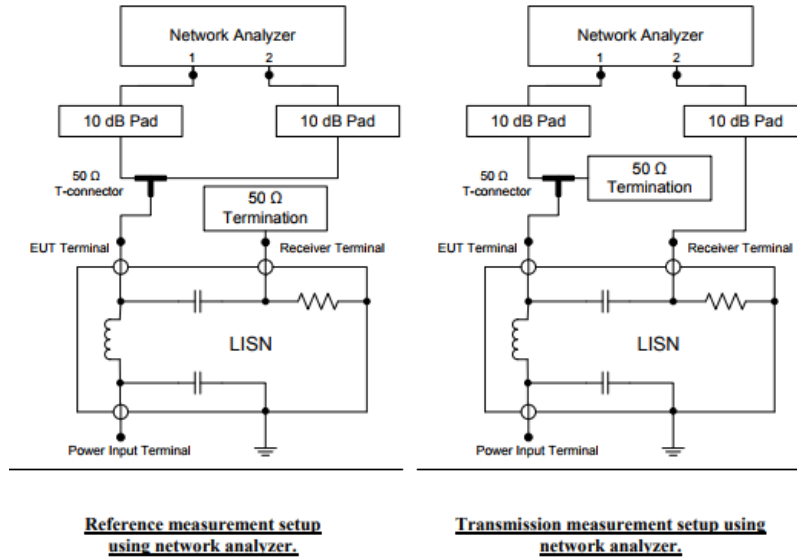 Network Analyzer
1 2
10 dB Pad 10 dB Pad
50 Ω
T-connector
50 Ω
Termination
EUT Terminal Receiver Terminal
LISN
Power Input Terminal
Reference measurement setup
using network analyzer.
Network Analyzer
1 2
10 dB Pad 10 dB Pad
50 Ω
T-connector
50 Ω
Termination
EUT Terminal Receiver Terminal
LISN
Power Input Terminal
Transmission measurement setup using
network analyzer.